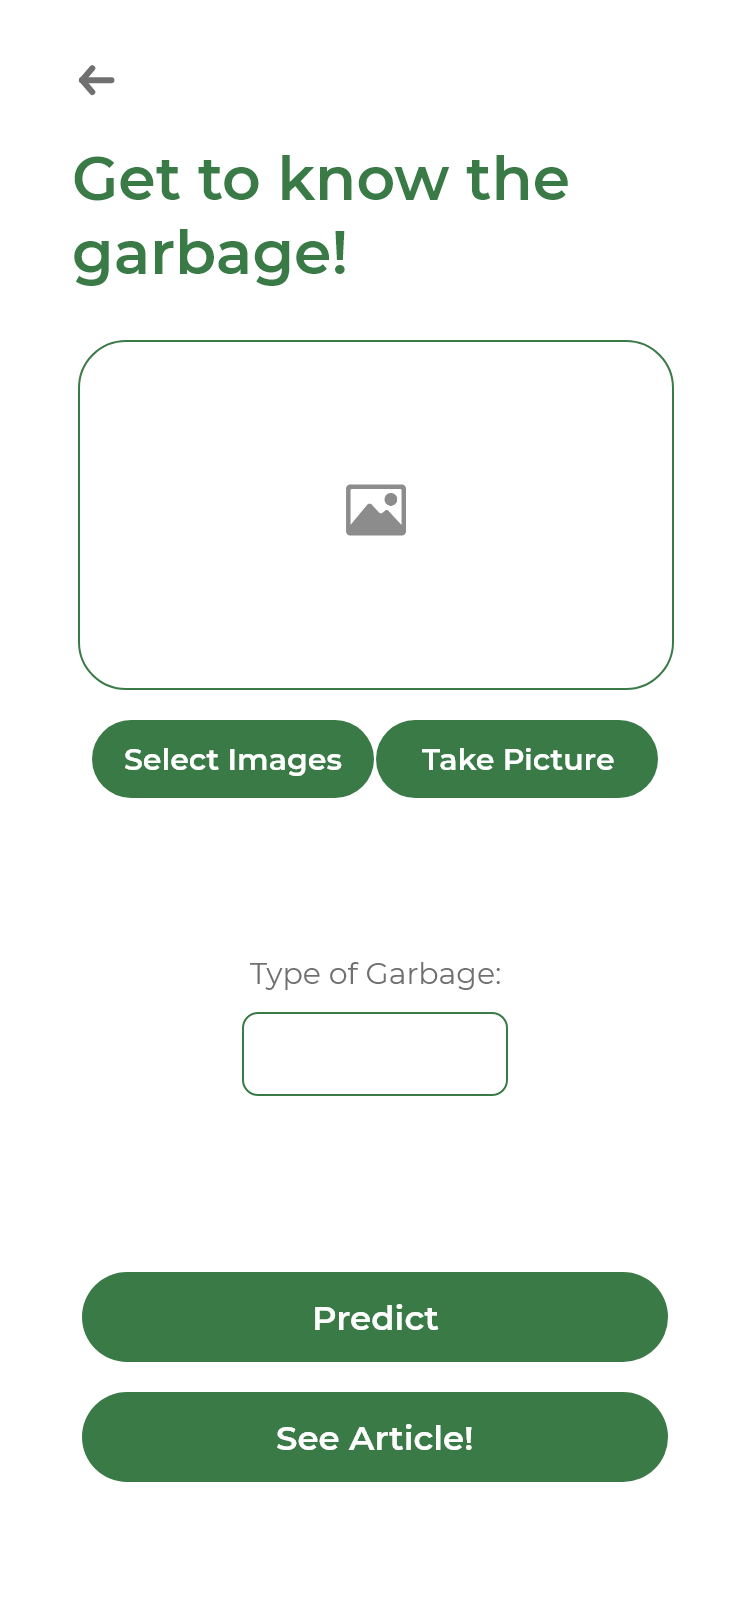 Get to know the
garbage!
Select Images
Take Picture
Type of Garbage:
Predict
See Article!